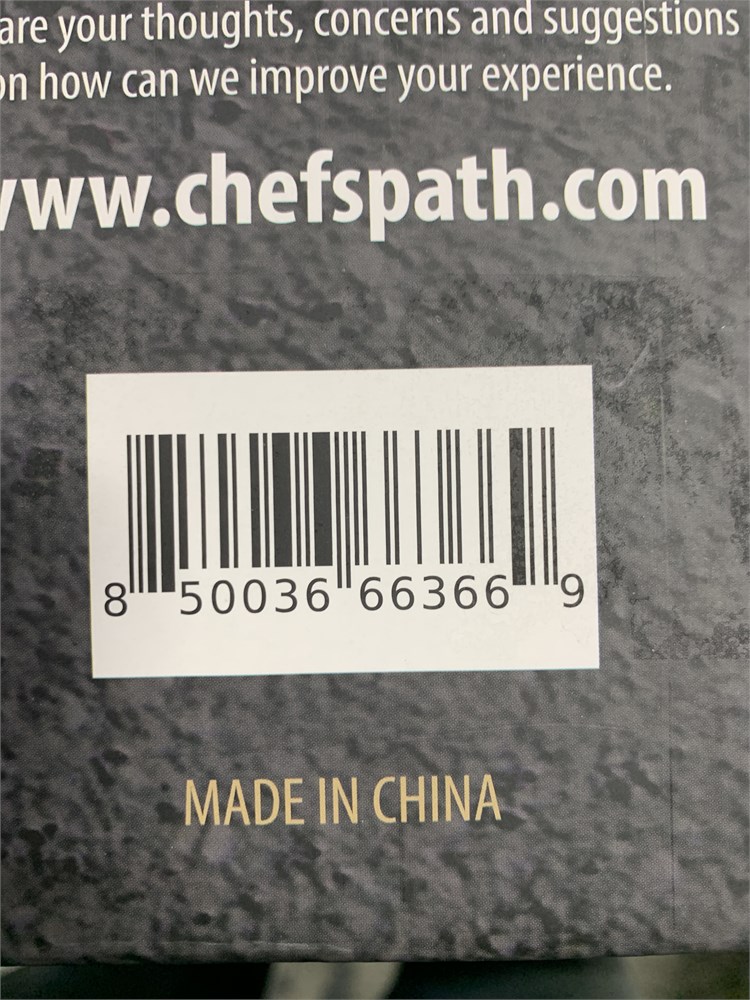 are your thoughts, concerns and suggestions
on how can we improve your experience.
www.chefspath.com
8 50036 66366 9
MADE IN CHINA